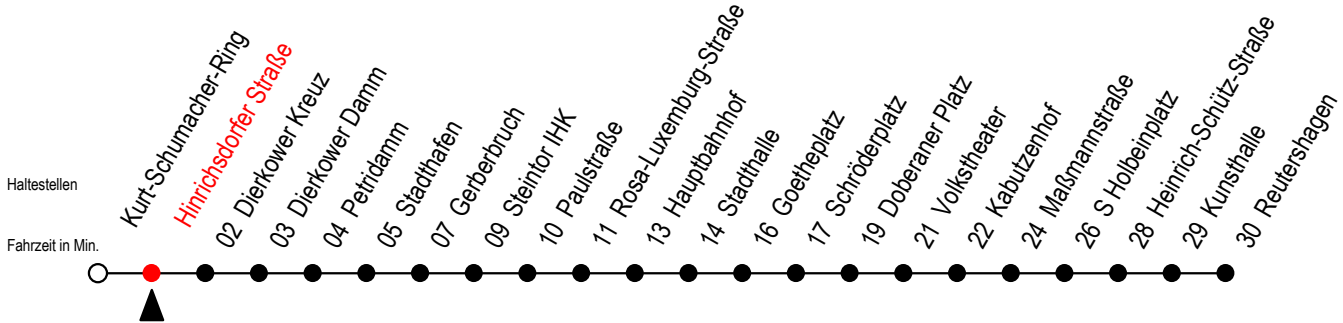 Haltestellen
Fahrzeit in Min.
Kurt-Schumacher-Ring
Hinrichsdorfer Straße
02 Dierkower Kreuz
03 Dierkower Damm
04 Petridamm
05 Stadthafen
07 Gerberbruch
09 Steintor IHK
10 Paulstraße
11 Rosa-Luxemburg-Straße
13 Hauptbahnhof
14 Stadthalle
16 Goetheplatz
17 Schröderplatz
19 Doberaner Platz
21 Volkstheater
22 Kabutzenhof
24 Maßmannstraße
26 S Holbeinplatz
28 Heinrich-Schütz-Straße
29 Kunsthalle
30 Reutershagen